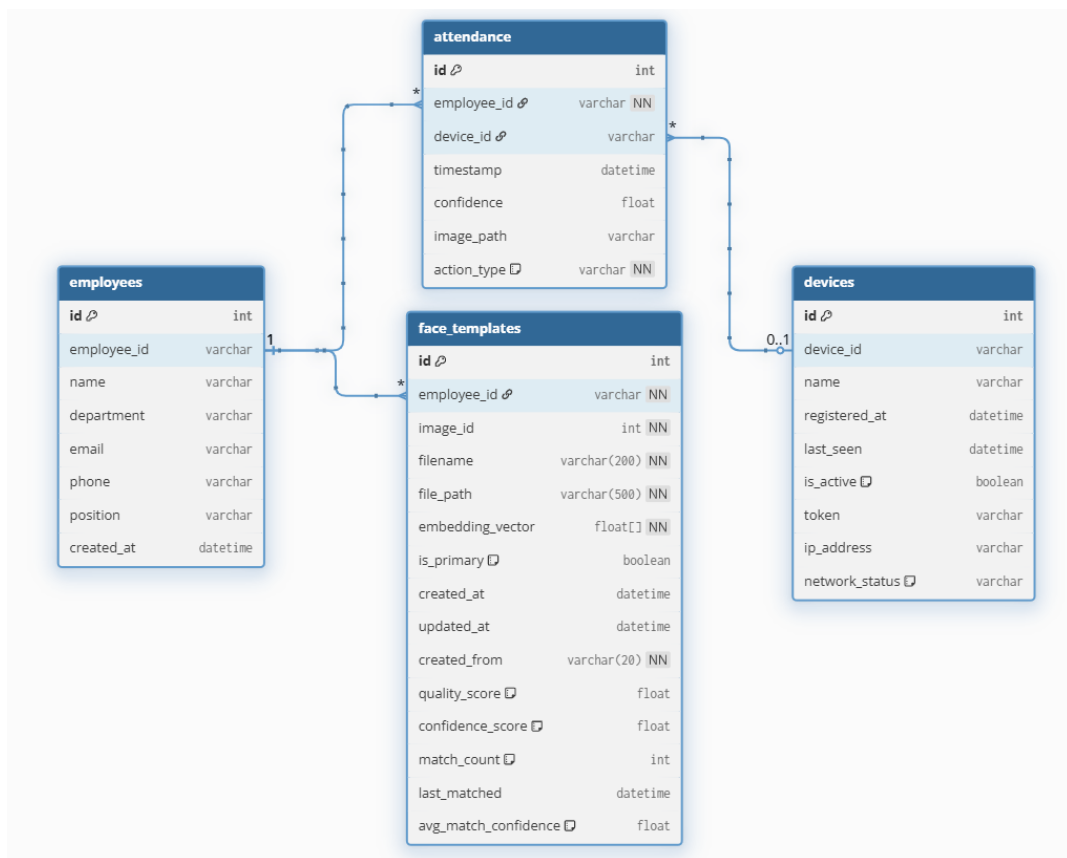 attendance
id int
employee_id varchar NN
device_id varchar
timestamp datetime
confidence float
image_path varchar
action_type varchar NN
*
*
employees
id int
employee_id varchar
name varchar
department varchar
email varchar
phone varchar
position varchar
created_at datetime
1
*
face_templates
id int
employee_id varchar NN
image_id int NN
filename varchar(200) NN
file_path varchar(500) NN
embedding_vector float[] NN
is_primary boolean
created_at datetime
updated_at datetime
created_from varchar(20) NN
quality_score float
confidence_score float
match_count int
last_matched datetime
avg_match_confidence float
0..1
devices
id int
device_id varchar
name varchar
registered_at datetime
last_seen datetime
is_active boolean
token varchar
ip_address varchar
network_status varchar